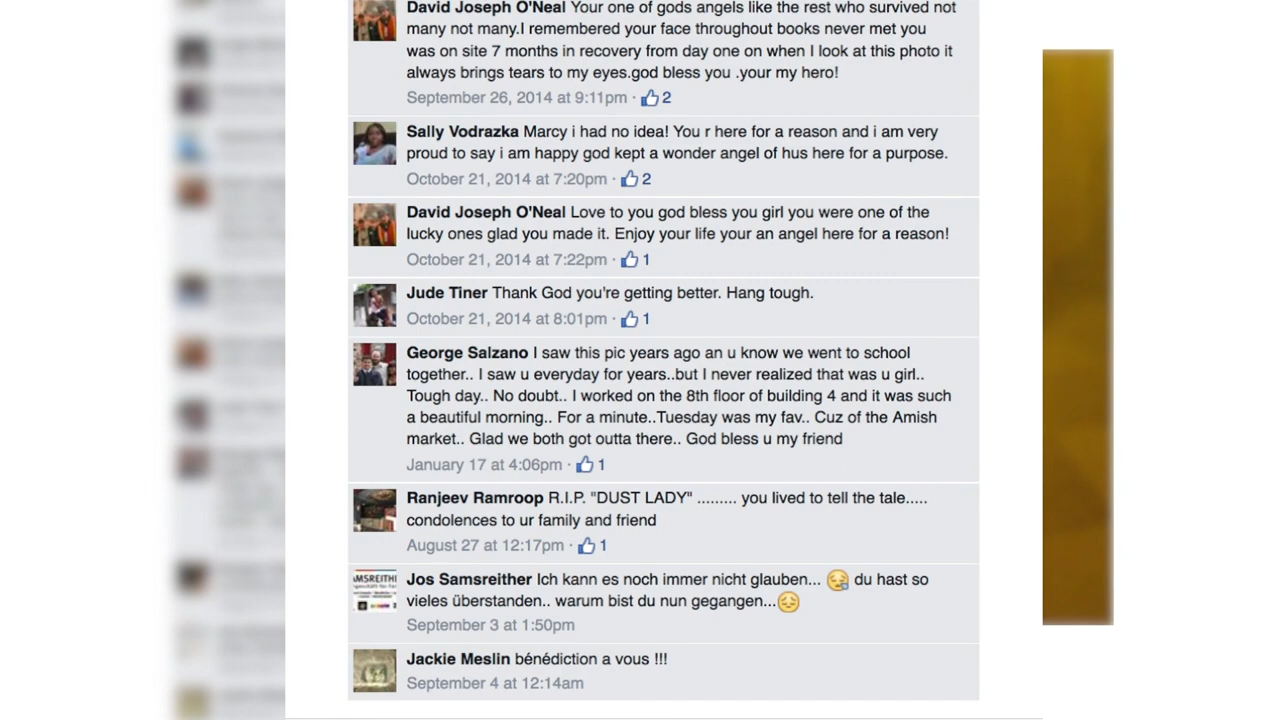 David Joseph O'Neal Your one of gods angels like the rest who survived not
many not many.I remembered your face throughout books never met you
was on site 7 months in recovery from day one on when I look at this photo it
always brings tears to my eyes.god bless you .your my hero!
September 26, 2014 at 9:11pm · 2
Sally Vodrazka Marcy i had no idea! You r here for a reason and i am very
proud to say i am happy god kept a wonder angel of hus here for a purpose.
October 21, 2014 at 7:20pm · 2
David Joseph O'Neal Love to you god bless you girl you were one of the
lucky ones glad you made it. Enjoy your life your an angel here for a reason!
October 21, 2014 at 7:22pm · 1
Jude Tiner Thank God you're getting better. Hang tough.
October 21, 2014 at 8:01pm · 1
George Salzano I saw this pic years ago an u know we went to school
together.. I saw u everyday for years..but I never realized that was u girl..
Tough day.. No doubt.. I worked on the 8th floor of building 4 and it was such
a beautiful morning.. For a minute..Tuesday was my fav.. Cuz of the Amish
market.. Glad we both got outta there.. God bless u my friend
January 17 at 4:06pm · 1
Ranjeev Ramroop R.I.P. "DUST LADY" ......... you lived to tell the tale.....
condolences to ur family and friend
August 27 at 12:17pm · 1
Jos Samsreither Ich kann es noch immer nicht glauben... du hast so
vieles überstanden.. warum bist du nun gegangen...
September 3 at 1:50pm
Jackie Meslin bénédiction a vous !!!
September 4 at 12:14am